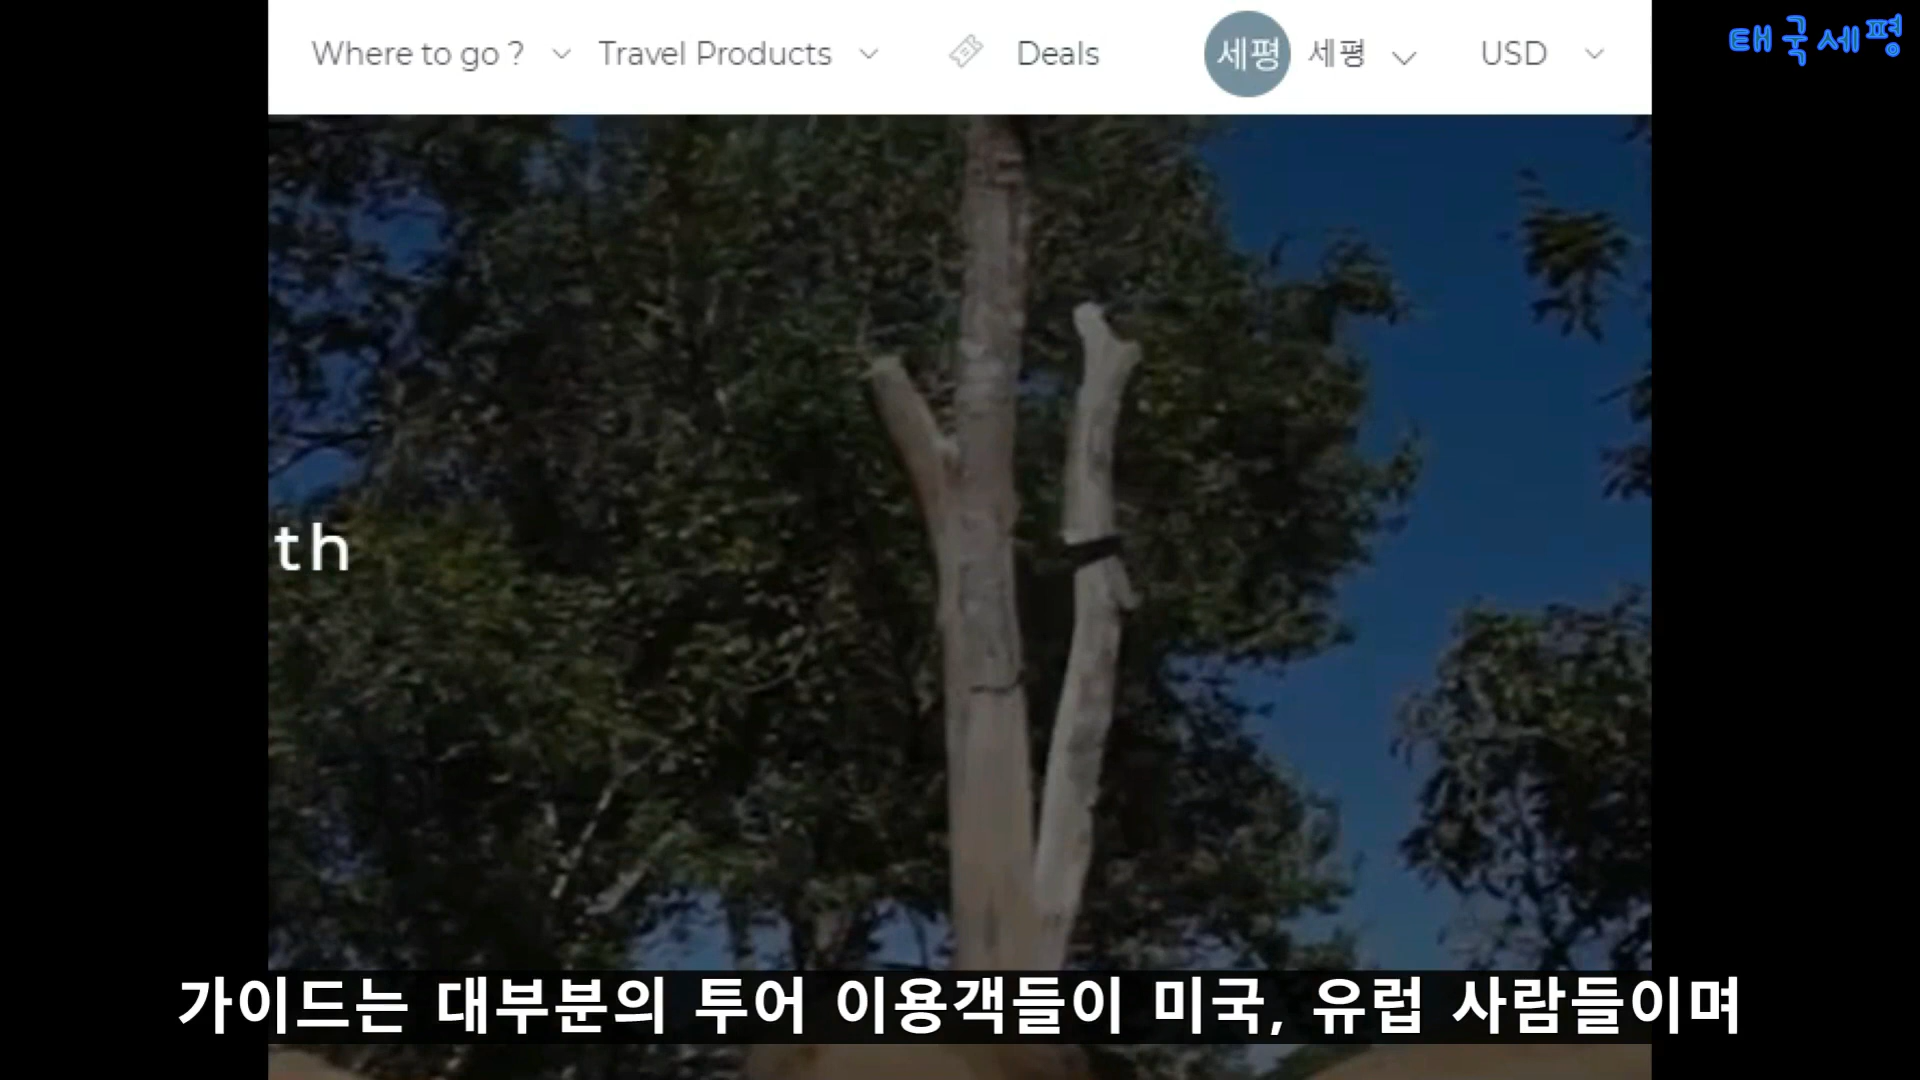 Where to go ? Travel Products Deals 세평 세평 USD
태국세평
th
가이드는 대부분의 투어 이용객들이 미국, 유럽 사람들이며